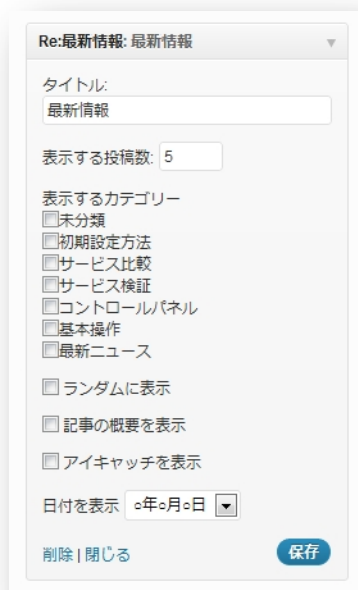 Re:最新情報: 最新情報
タイトル:
最新情報
表示する投稿数: 5
表示するカテゴリー
未分類
初期設定方法
サービス比較
サービス検証
コントロールパネル
基本操作
最新ニュース
ランダムに表示
記事の概要を表示
アイキャッチを表示
日付を表示 ○年○月○日
削除 | 閉じる 保存